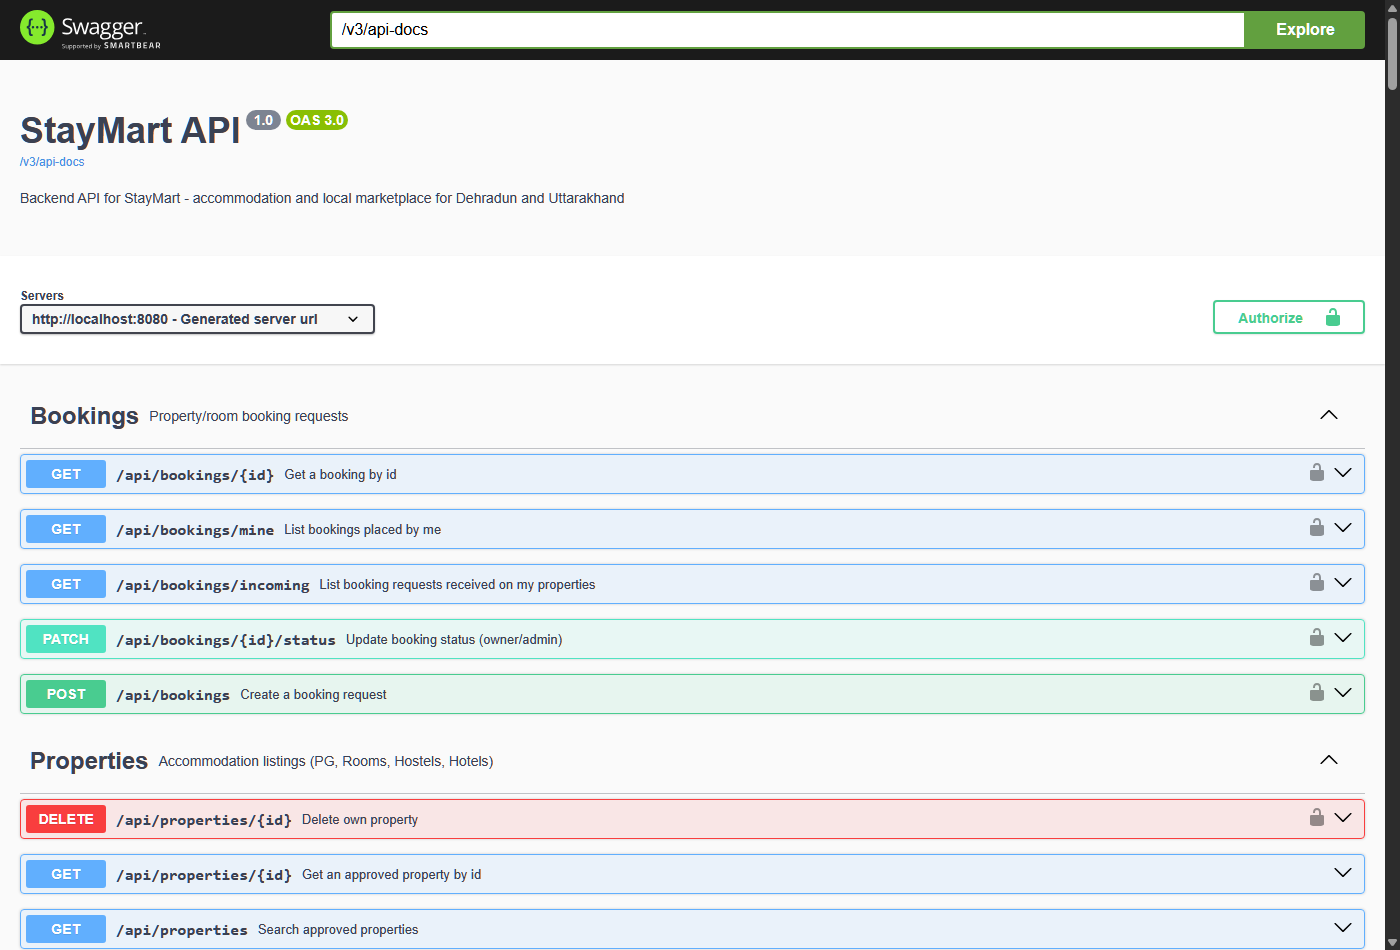 Swagger
Supported by SMARTBEAR
/v3/api-docs
Explore
StayMart API 1.0 OAS 3.0
/v3/api-docs
Backend API for StayMart - accommodation and local marketplace for Dehradun and Uttarakhand
Servers
http://localhost:8080 - Generated server url
Authorize
Bookings Property/room booking requests
GET /api/bookings/{id} Get a booking by id
GET /api/bookings/mine List bookings placed by me
GET /api/bookings/incoming List booking requests received on my properties
PATCH /api/bookings/{id}/status Update booking status (owner/admin)
POST /api/bookings Create a booking request
Properties Accommodation listings (PG, Rooms, Hostels, Hotels)
DELETE /api/properties/{id} Delete own property
GET /api/properties/{id} Get an approved property by id
GET /api/properties Search approved properties